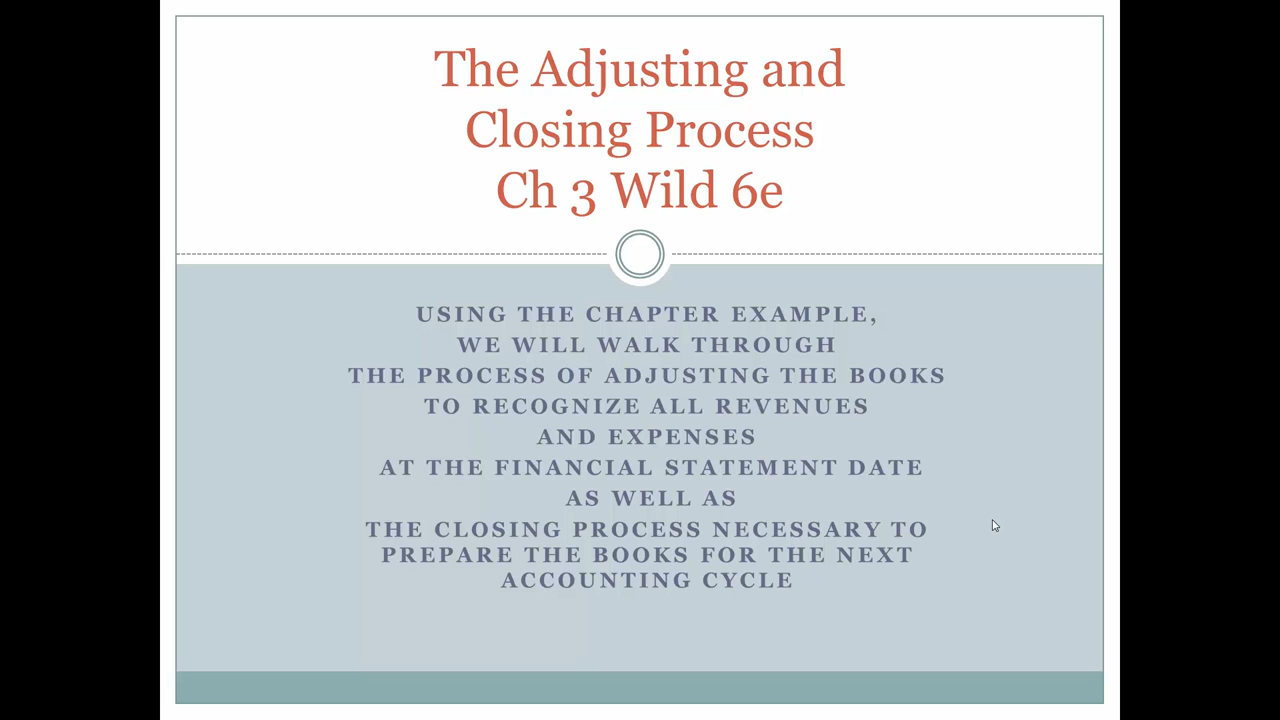 The Adjusting and
Closing Process
Ch 3 Wild 6e
USING THE CHAPTER EXAMPLE,
WE WILL WALK THROUGH
THE PROCESS OF ADJUSTING THE BOOKS
TO RECOGNIZE ALL REVENUES
AND EXPENSES
AT THE FINANCIAL STATEMENT DATE
AS WELL AS
THE CLOSING PROCESS NECESSARY TO
PREPARE THE BOOKS FOR THE NEXT
ACCOUNTING CYCLE